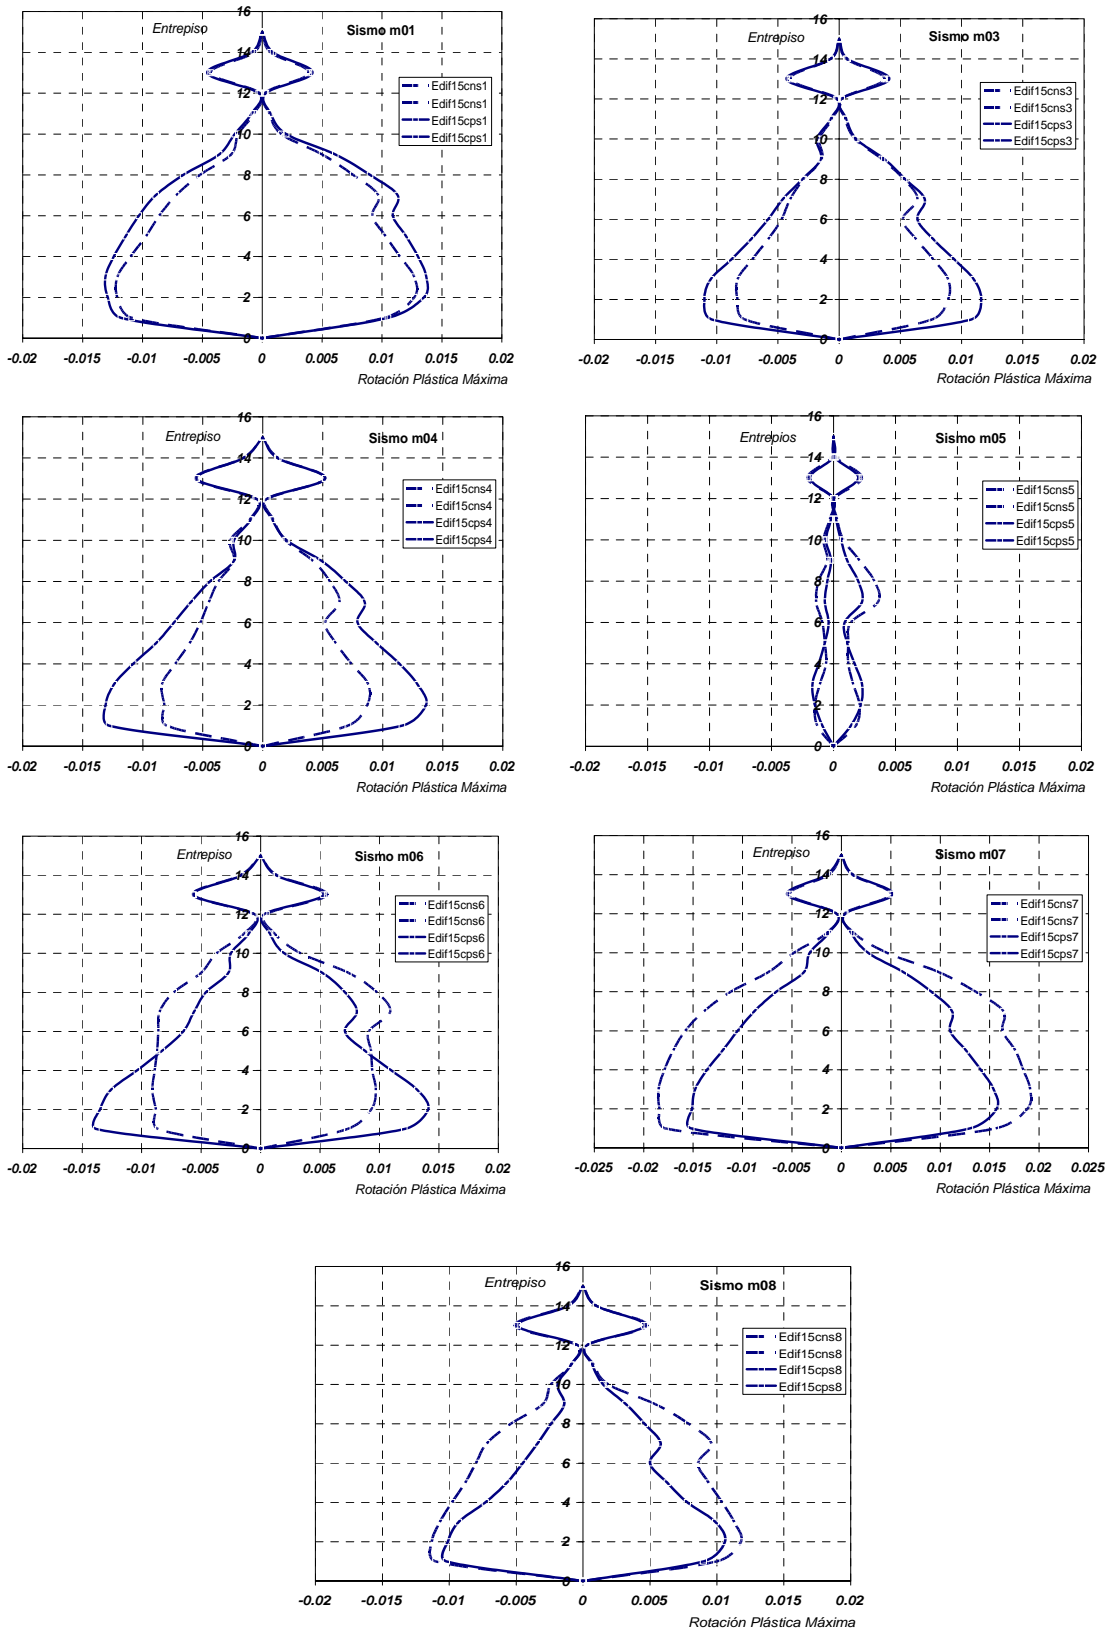 Entrepiso
Sismo m01
16
14
12
10
8
6
4
2
0
Edif15cns1
Edif15cns1
Edif15cps1
Edif15cps1
-0.02 -0.015 -0.01 -0.005 0 0.005 0.01 0.015 0.02
Rotación Plástica Máxima
Entrepiso
Sismo m03
16
14
12
10
8
6
4
2
0
Edif15cns3
Edif15cns3
Edif15cps3
Edif15cps3
-0.02 -0.015 -0.01 -0.005 0 0.005 0.01 0.015 0.02
Rotación Plástica Máxima
Entrepiso
Sismo m04
16
14
12
10
8
6
4
2
0
Edif15cns4
Edif15cns4
Edif15cps4
Edif15cps4
-0.02 -0.015 -0.01 -0.005 0 0.005 0.01 0.015 0.02
Rotación Plástica Máxima
Entrepios
Sismo m05
16
14
12
10
8
6
4
2
0
Edif15cns5
Edif15cns5
Edif15cps5
Edif15cps5
-0.02 -0.015 -0.01 -0.005 0 0.005 0.01 0.015 0.02
Rotación Plástica Máxima
Entrepiso
Sismo m06
16
14
12
10
8
6
4
2
0
Edif15cns6
Edif15cns6
Edif15cps6
Edif15cps6
-0.02 -0.015 -0.01 -0.005 0 0.005 0.01 0.015 0.02
Rotación Plástica Máxima
Entrepiso
Sismo m07
16
14
12
10
8
6
4
2
0
Edif15cns7
Edif15cns7
Edif15cps7
Edif15cps7
-0.025 -0.02 -0.015 -0.01 -0.005 0 0.005 0.01 0.015 0.02 0.025
Rotación Plástica Máxima
Entrepiso
Sismo m08
16
14
12
10
8
6
4
2
0
Edif15cns8
Edif15cns8
Edif15cps8
Edif15cps8
-0.02 -0.015 -0.01 -0.005 0 0.005 0.01 0.015 0.02
Rotación Plástica Máxima